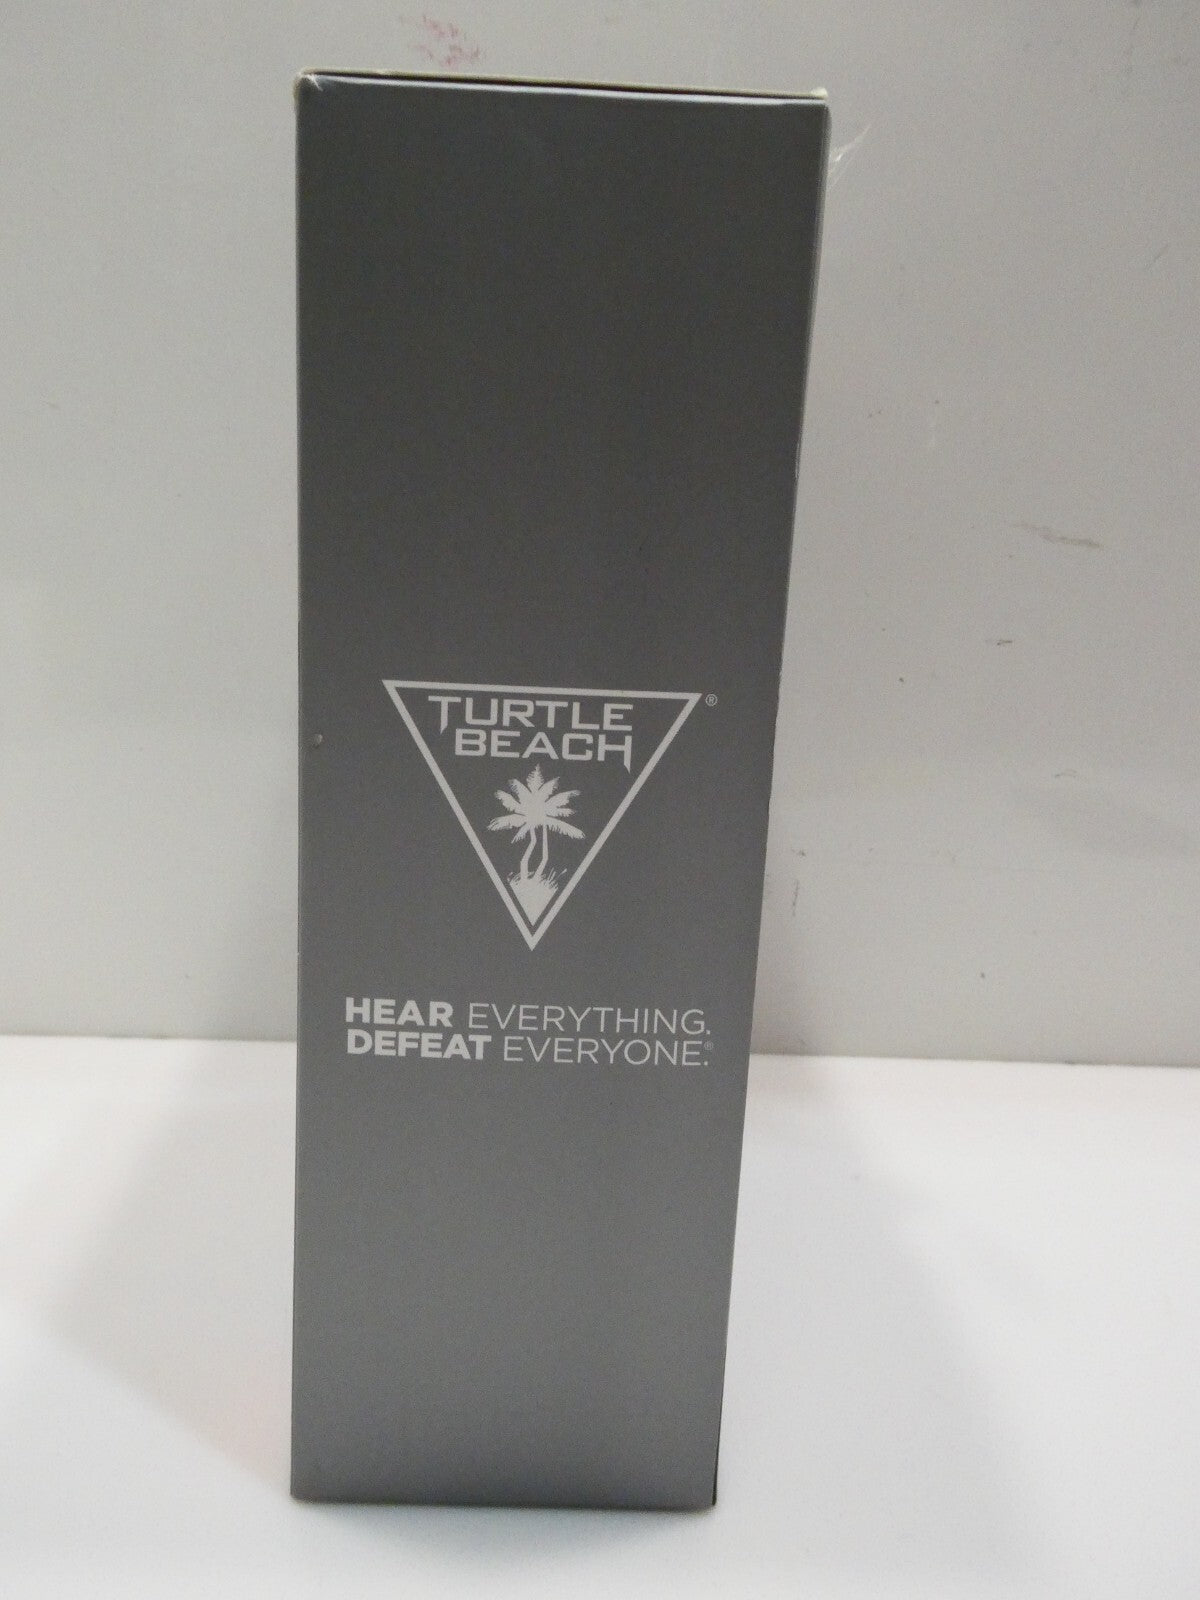 TURTLE
BEACH ®
HEAR EVERYTHING.
DEFEAT EVERYONE.®